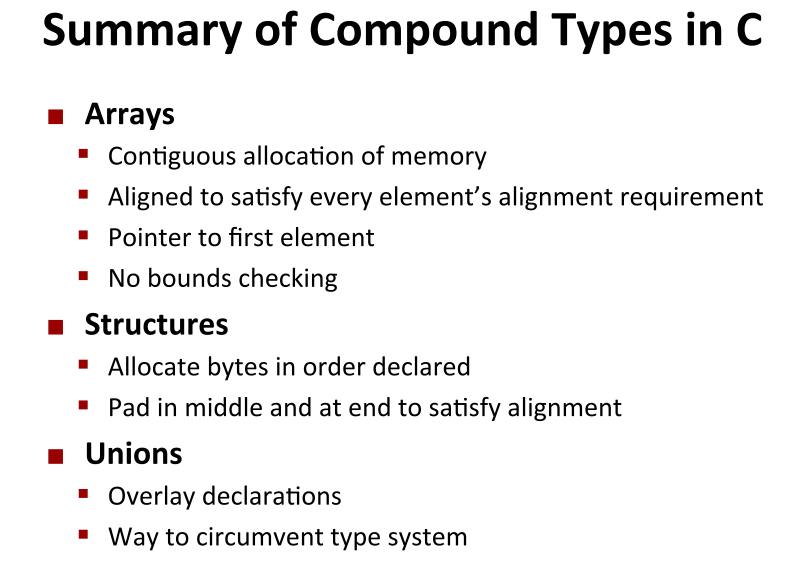 Summary of Compound Types in C
■ Arrays
▪ Contiguous allocation of memory
▪ Aligned to satisfy every element’s alignment requirement
▪ Pointer to first element
▪ No bounds checking
■ Structures
▪ Allocate bytes in order declared
▪ Pad in middle and at end to satisfy alignment
■ Unions
▪ Overlay declarations
▪ Way to circumvent type system